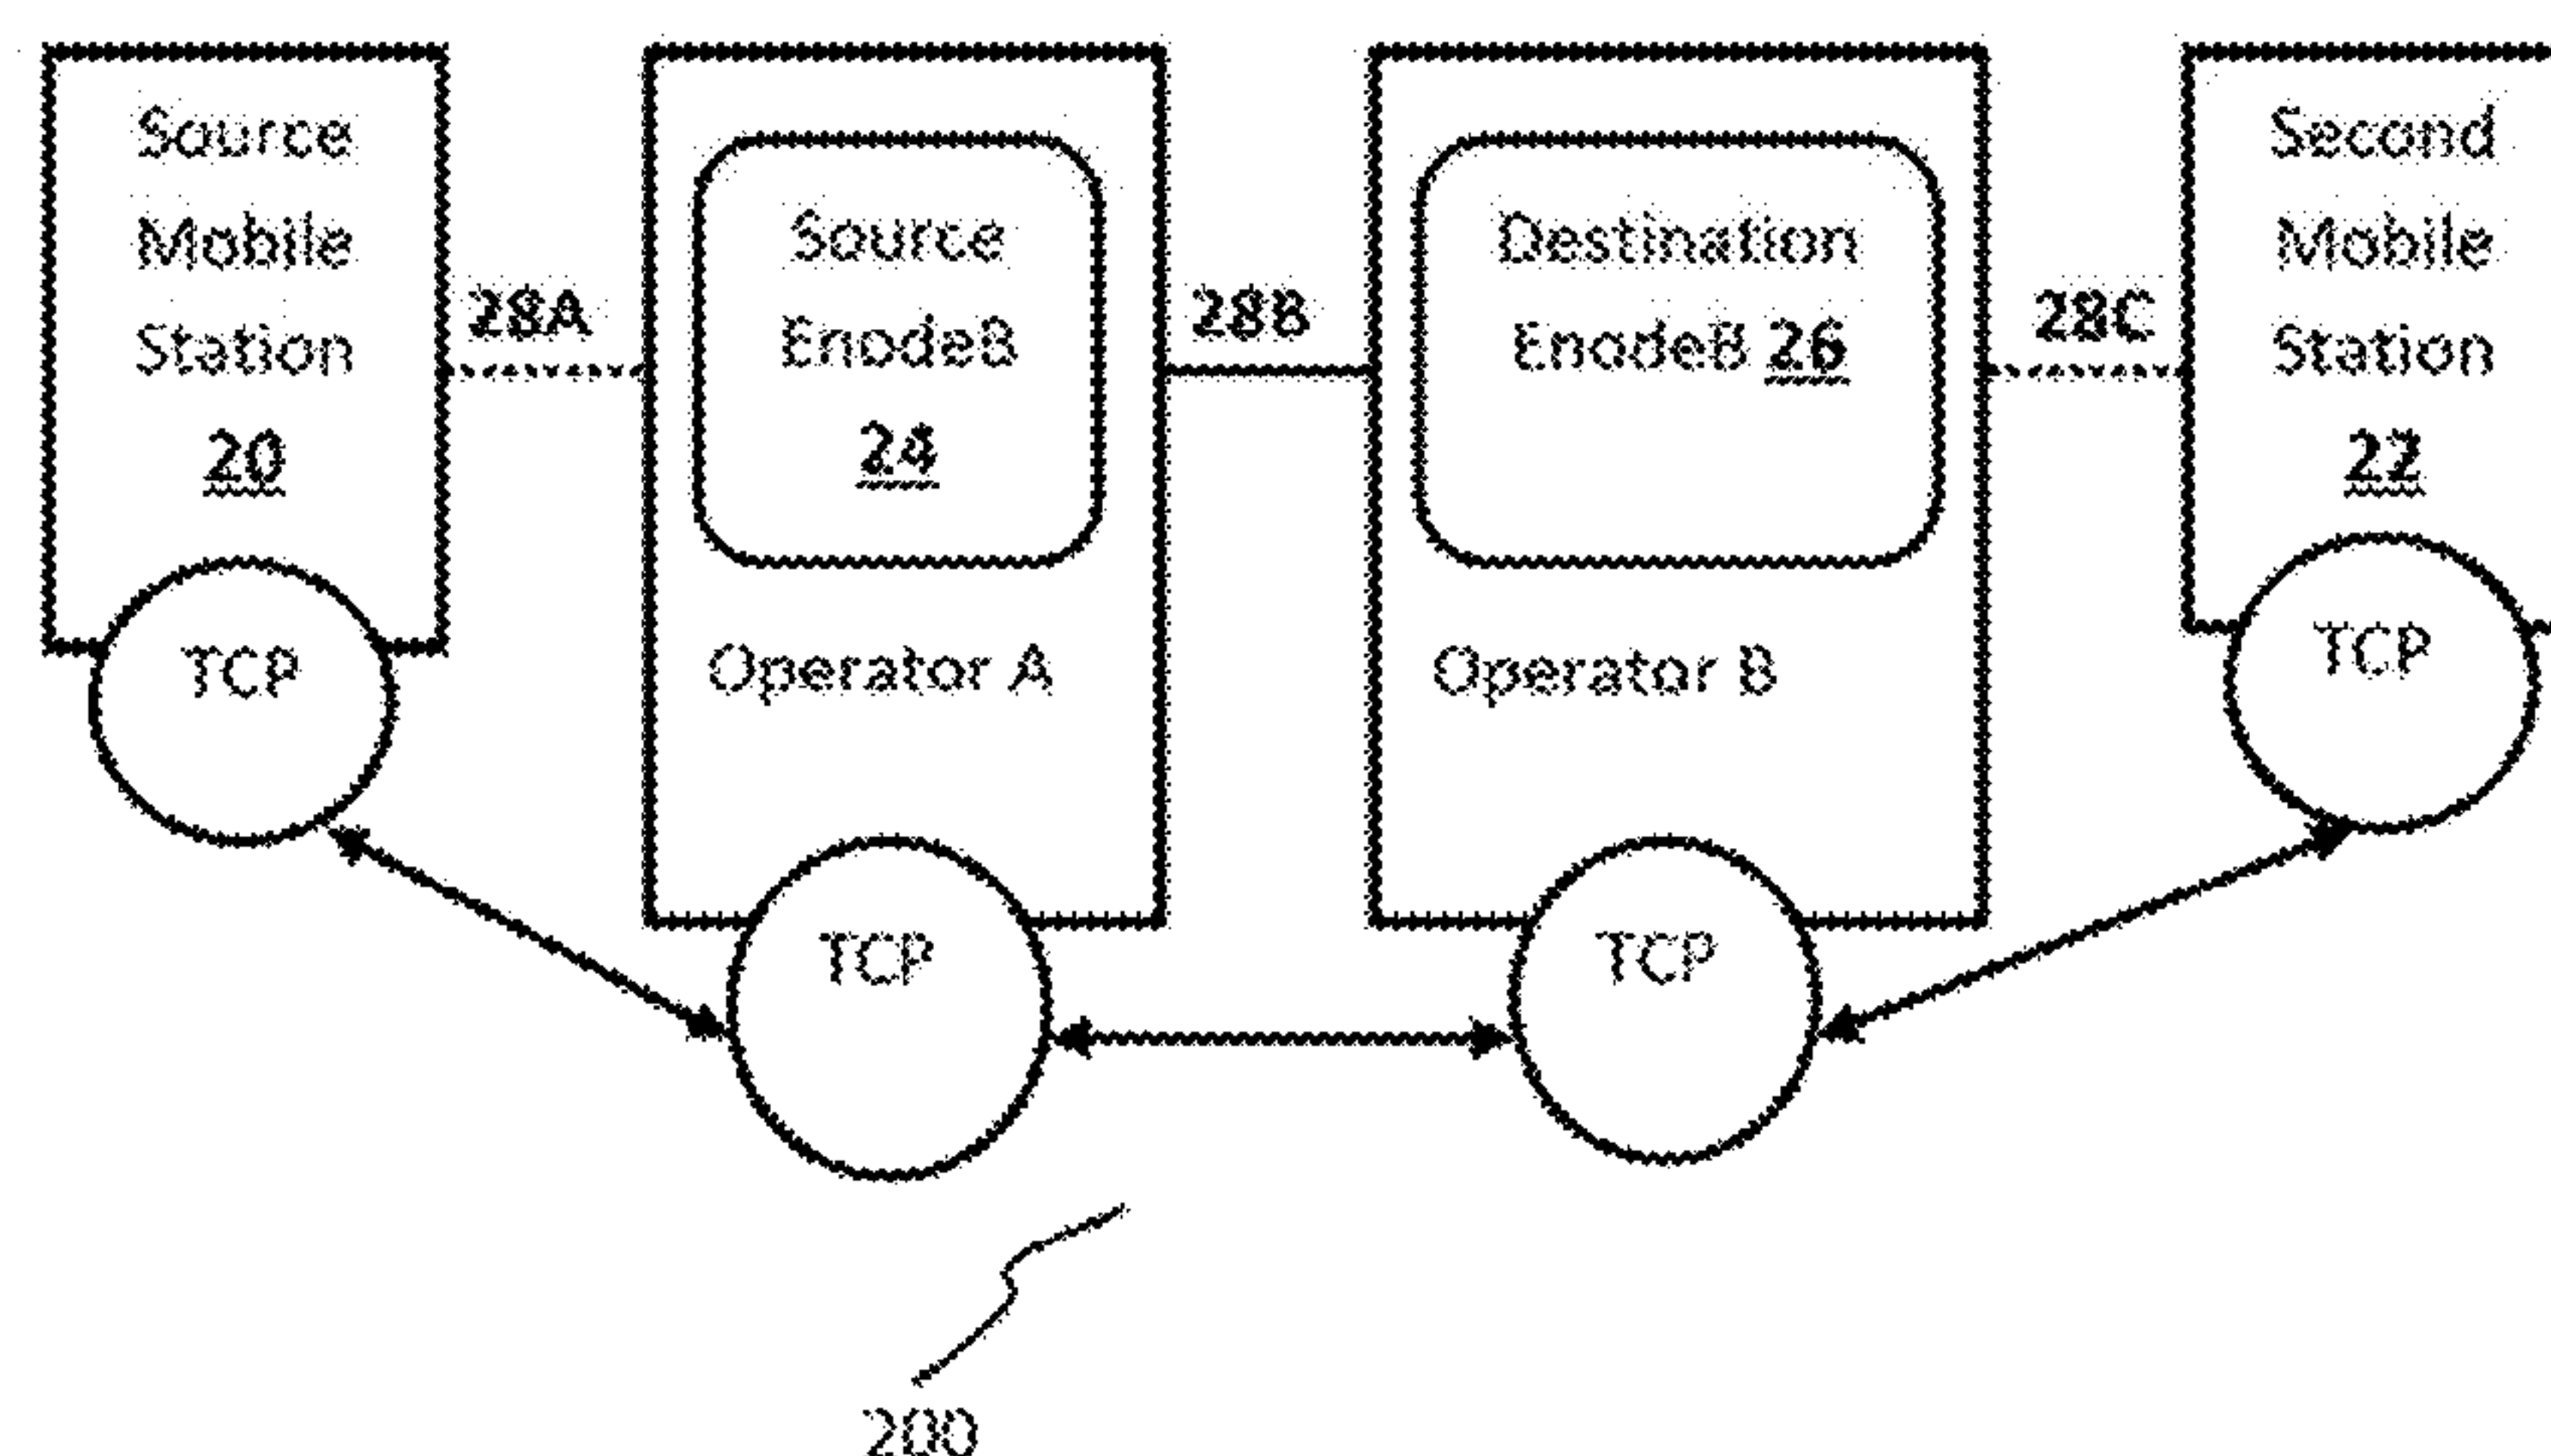 Source
Mobile
Station
20
28A
Source
EnodeB
24
28B
Destination
EnodeB 26
28C
Second
Mobile
Station
22
TCP
Operator A
Operator B
TCP
TCP
TCP
200